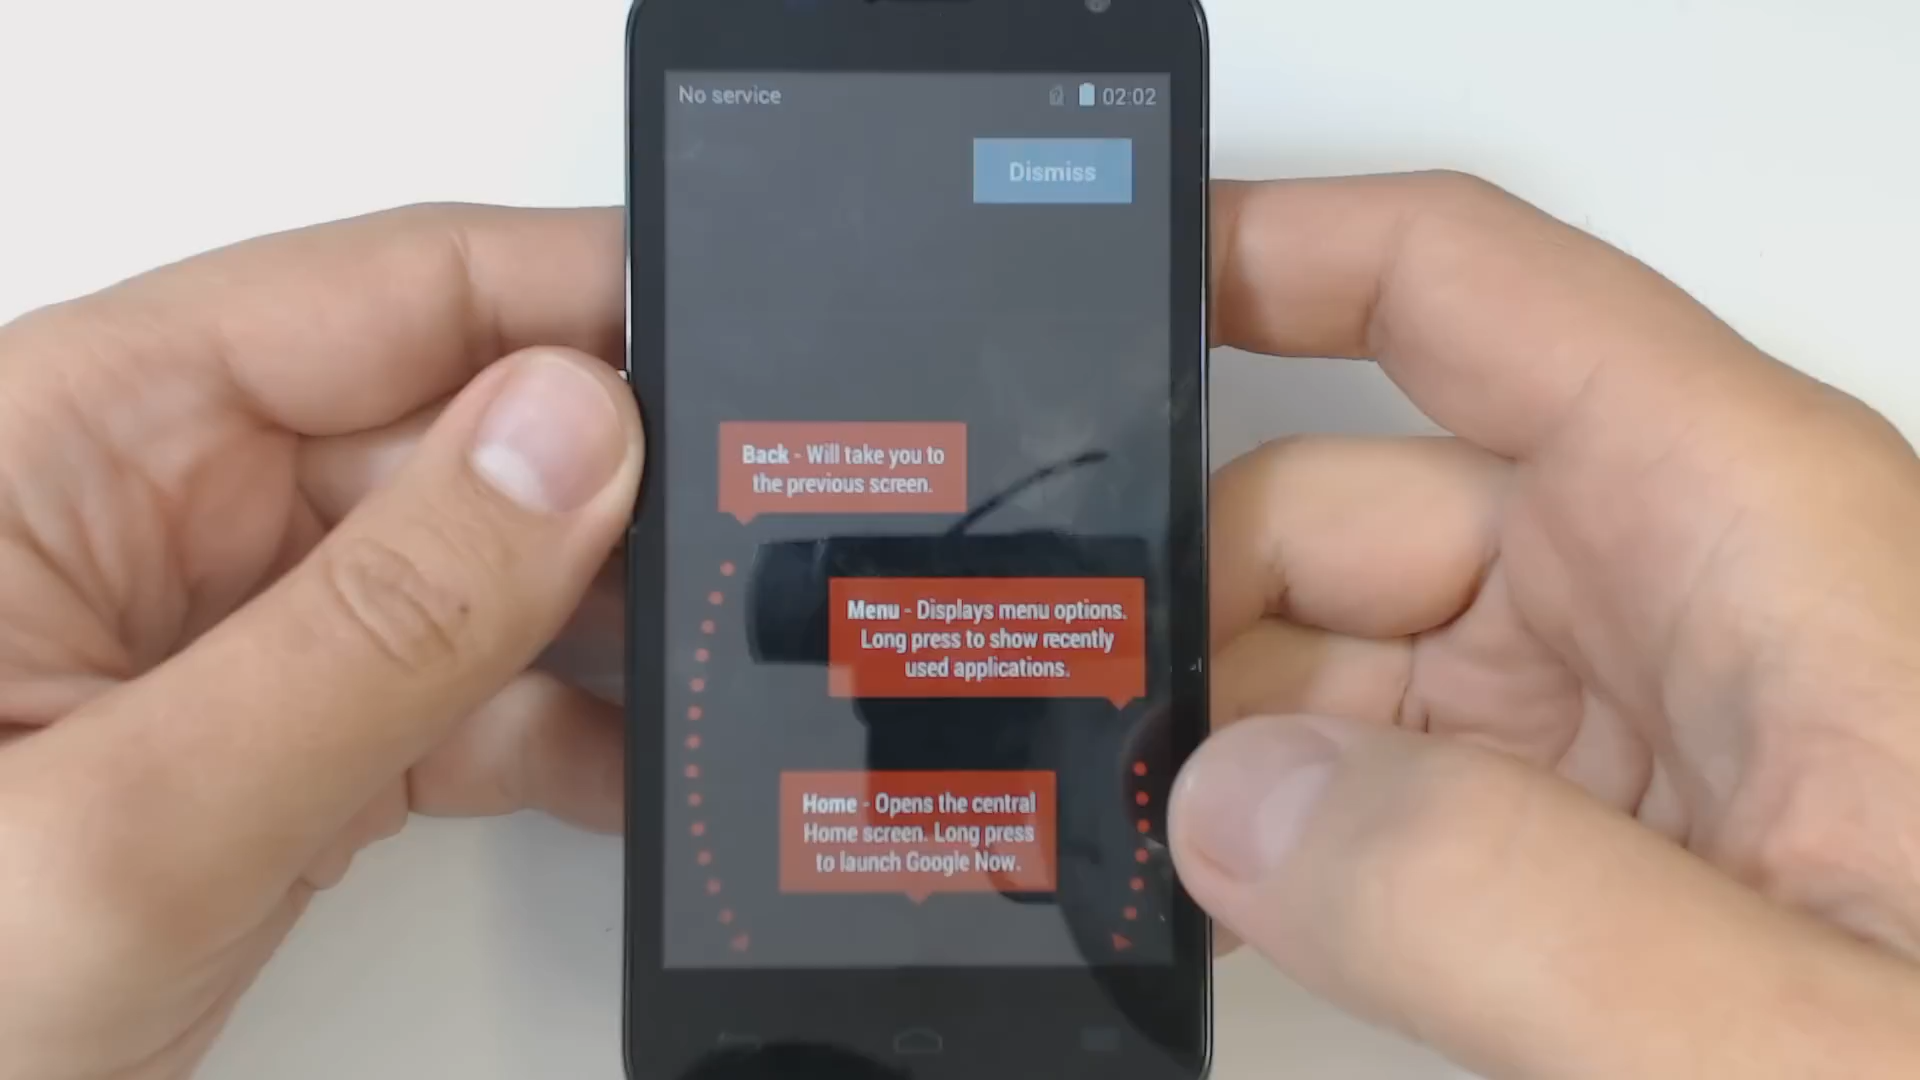 No service
02:02
Dismiss
Back - Will take you to
the previous screen.
Menu - Displays menu options.
Long press to show recently
used applications.
Home - Opens the central
Home screen. Long press
to launch Google Now.